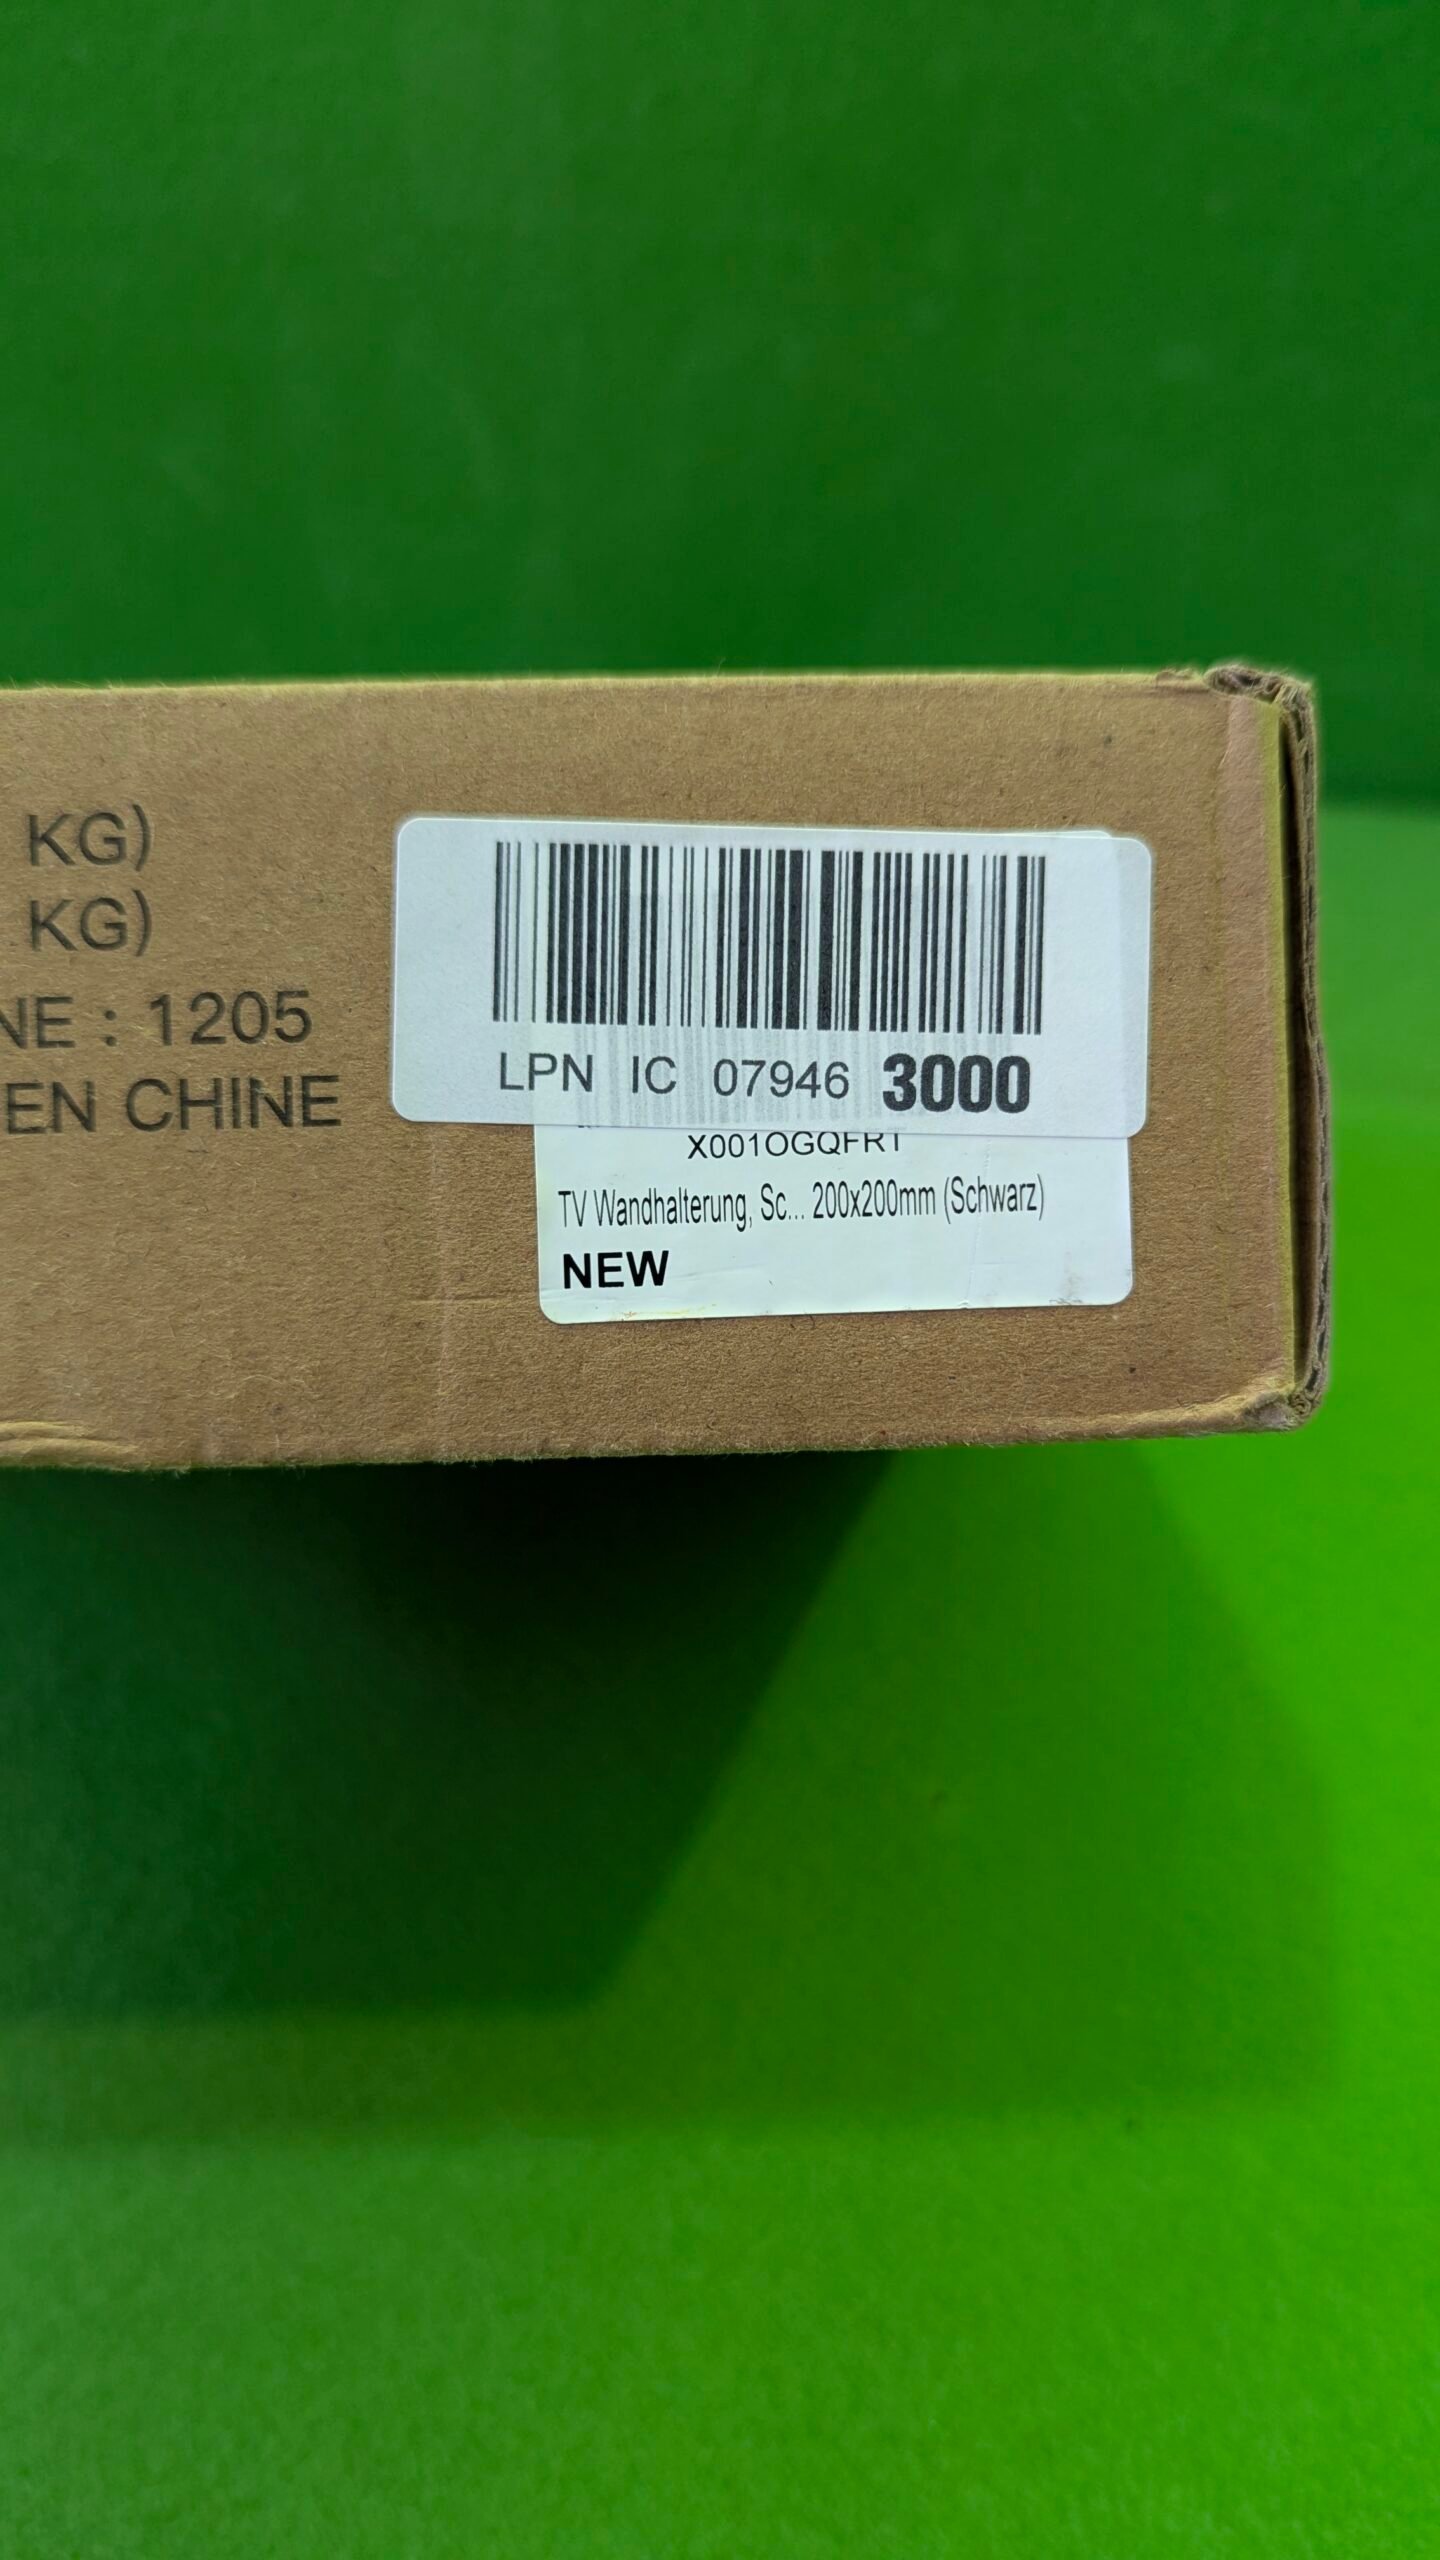 KG)
KG)
NE : 1205
EN CHINE
LPN IC 07946 3000
X001OGQFRT
TV Wandhalterung, Sc... 200x200mm (Schwarz)
NEW